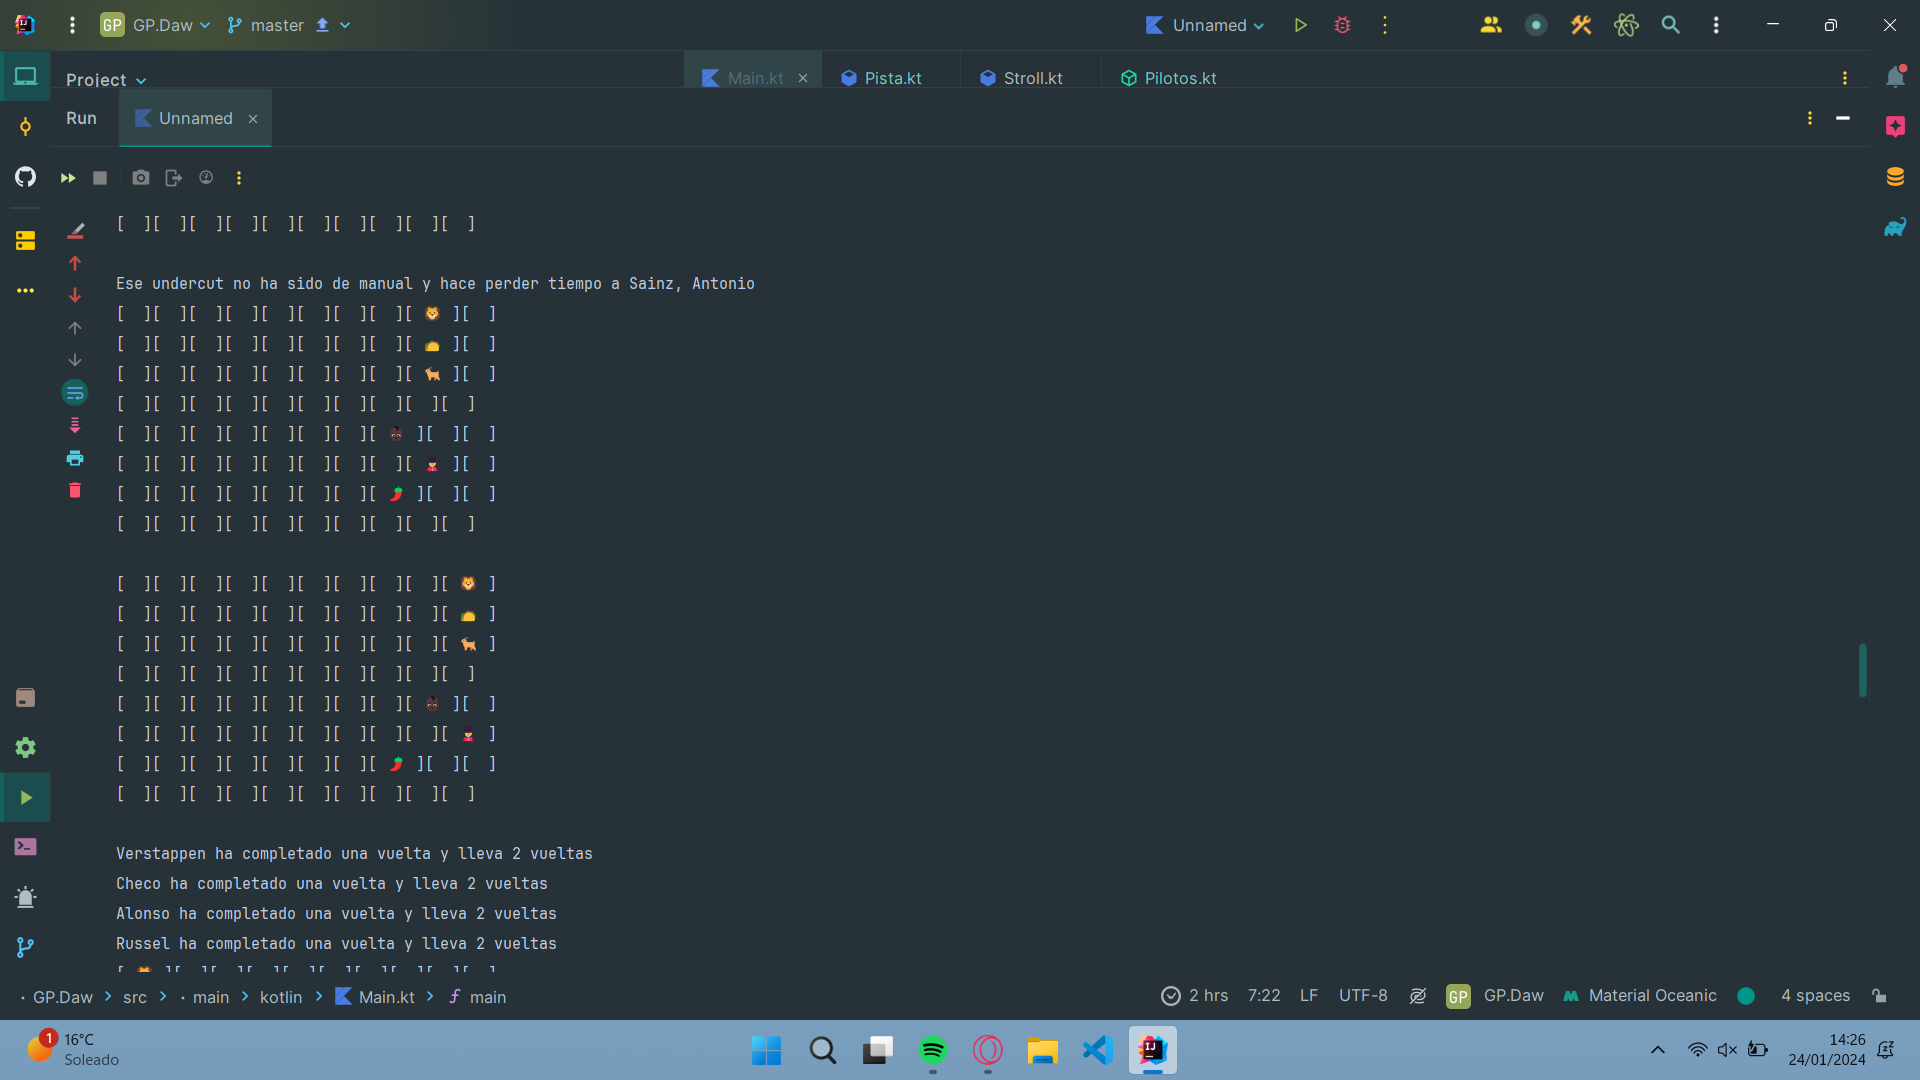 GP GP.Daw master Unnamed
Project Main.kt Pista.kt Stroll.kt Pilotos.kt
Run Unnamed
[  ][  ][  ][  ][  ][  ][  ][  ][  ][  ]
Ese undercut no ha sido de manual y hace perder tiempo a Sainz, Antonio
[  ][  ][  ][  ][  ][  ][  ][  ][ 🦁 ][  ]
[  ][  ][  ][  ][  ][  ][  ][  ][ 🌮 ][  ]
[  ][  ][  ][  ][  ][  ][  ][  ][ 🐐 ][  ]
[  ][  ][  ][  ][  ][  ][  ][  ][  ][  ]
[  ][  ][  ][  ][  ][  ][  ][ 👨🏿‍🦲 ][  ][  ]
[  ][  ][  ][  ][  ][  ][  ][  ][ 🤵 ][  ]
[  ][  ][  ][  ][  ][  ][  ][ 🌶 ][  ][  ]
[  ][  ][  ][  ][  ][  ][  ][  ][  ][  ]
[  ][  ][  ][  ][  ][  ][  ][  ][  ][ 🦁 ]
[  ][  ][  ][  ][  ][  ][  ][  ][  ][ 🌮 ]
[  ][  ][  ][  ][  ][  ][  ][  ][  ][ 🐐 ]
[  ][  ][  ][  ][  ][  ][  ][  ][  ][  ]
[  ][  ][  ][  ][  ][  ][  ][  ][ 👨🏿‍🦲 ][  ]
[  ][  ][  ][  ][  ][  ][  ][  ][  ][ 🤵 ]
[  ][  ][  ][  ][  ][  ][  ][ 🌶 ][  ][  ]
[  ][  ][  ][  ][  ][  ][  ][  ][  ][  ]
Verstappen ha completado una vuelta y lleva 2 vueltas
Checo ha completado una vuelta y lleva 2 vueltas
Alonso ha completado una vuelta y lleva 2 vueltas
Russel ha completado una vuelta y lleva 2 vueltas
[ 🦁 ][  ][  ][  ][  ][  ][  ][  ][  ][  ]
GP.Daw > src > main > kotlin > Main.kt > main 2 hrs 7:22 LF UTF-8 GP GP.Daw Material Oceanic 4 spaces
1 16°C
Soleado
14:26
24/01/2024